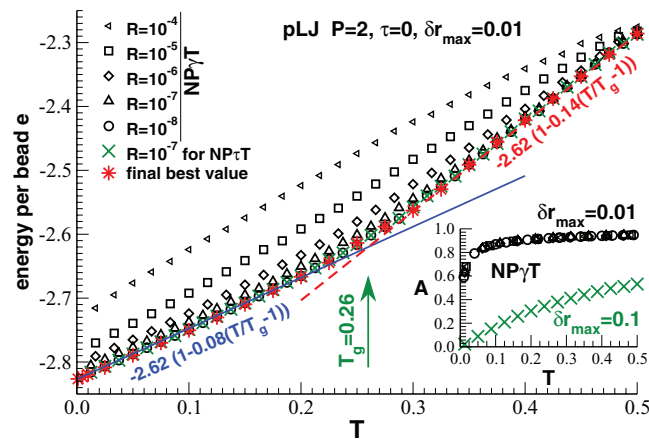 pLJ P=2, τ=0, δr_max=0.01
R=10^-4
R=10^-5
R=10^-6
R=10^-7
R=10^-8
R=10^-7 for NPτT
final best value
NPγT
energy per bead e
-2.3
-2.4
-2.5
-2.6
-2.7
-2.8
-2.62 (1-0.14(T/T_g-1))
-2.62 (1-0.08(T/T_g-1))
T_g=0.26
δr_max=0.01
NPγT
δr_max=0.1
A
1.0
0.8
0.6
0.4
0.2
0.0
0.0 0.1 0.2 0.3 0.4 0.5
T
0.0 0.1 0.2 0.3 0.4 0.5
T